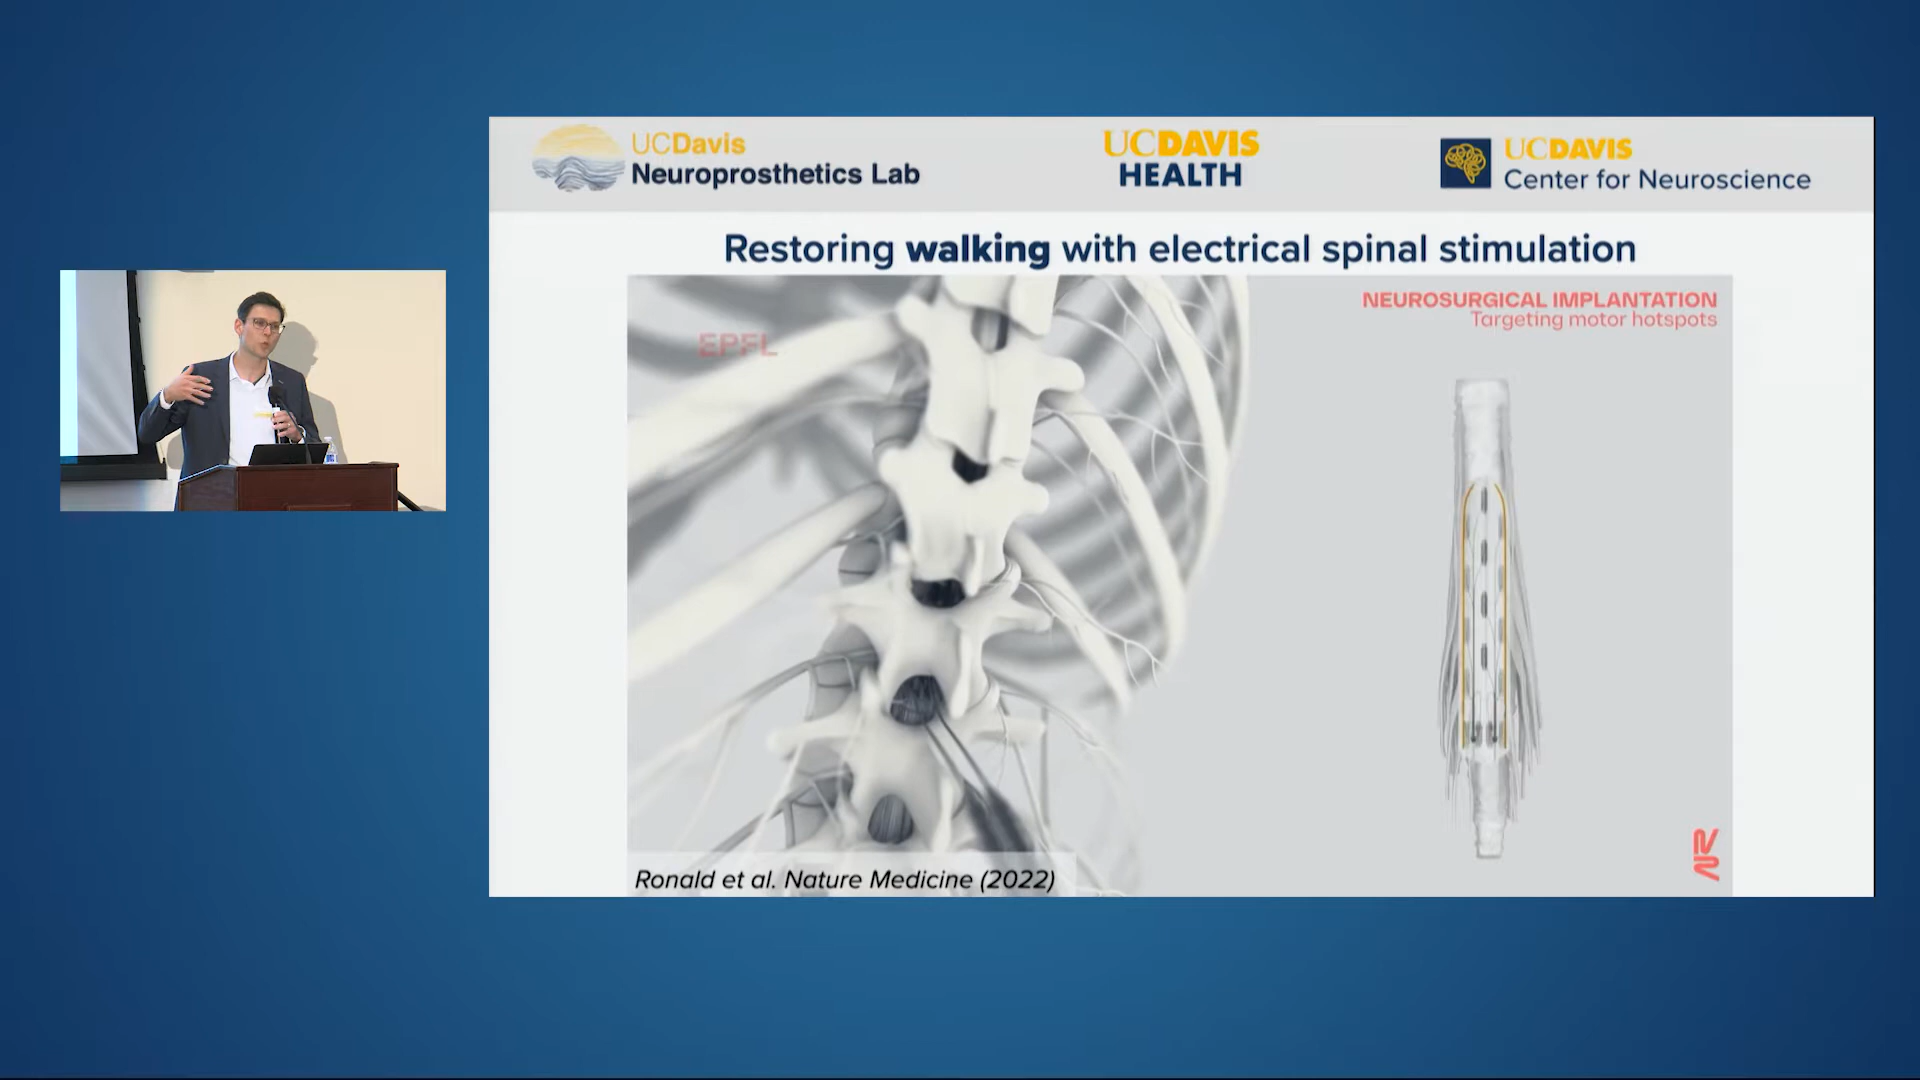 UCDavis
Neuroprosthetics Lab
UCDAVIS
HEALTH
UCDAVIS
Center for Neuroscience
Restoring walking with electrical spinal stimulation
EPFL
NEUROSURGICAL IMPLANTATION
Targeting motor hotspots
Ronald et al. Nature Medicine (2022)